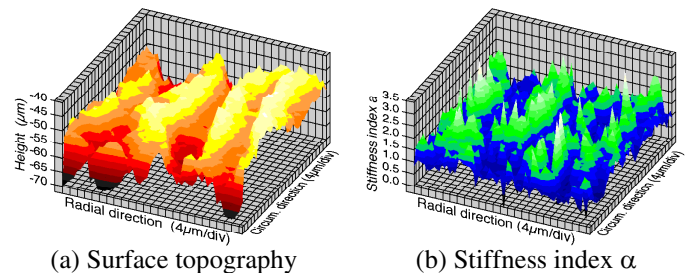 -40
-45
-50
-55
-60
-65
-70
Height (μm)
Radial direction (4μm/div)
Circum. direction (4μm/div)
(a) Surface topography
3.5
3.0
2.5
2.0
1.5
1.0
0.5
0.0
Stiffness index a
Radial direction (4μm/div)
Circum. direction (4μm/div)
(b) Stiffness index α